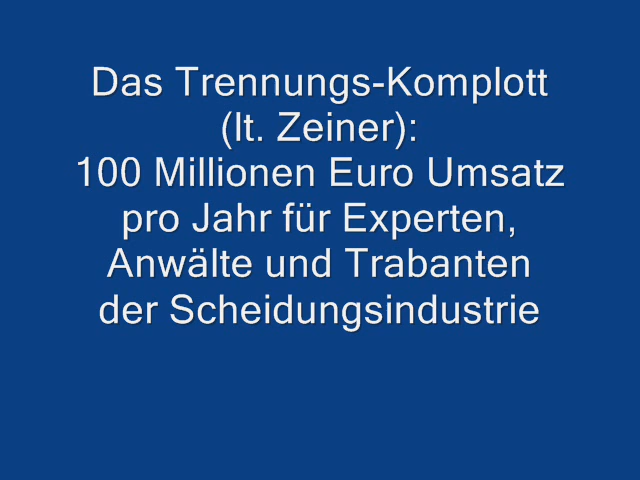 Das Trennungs-Komplott
(lt. Zeiner):
100 Millionen Euro Umsatz
pro Jahr für Experten,
Anwälte und Trabanten
der Scheidungsindustrie